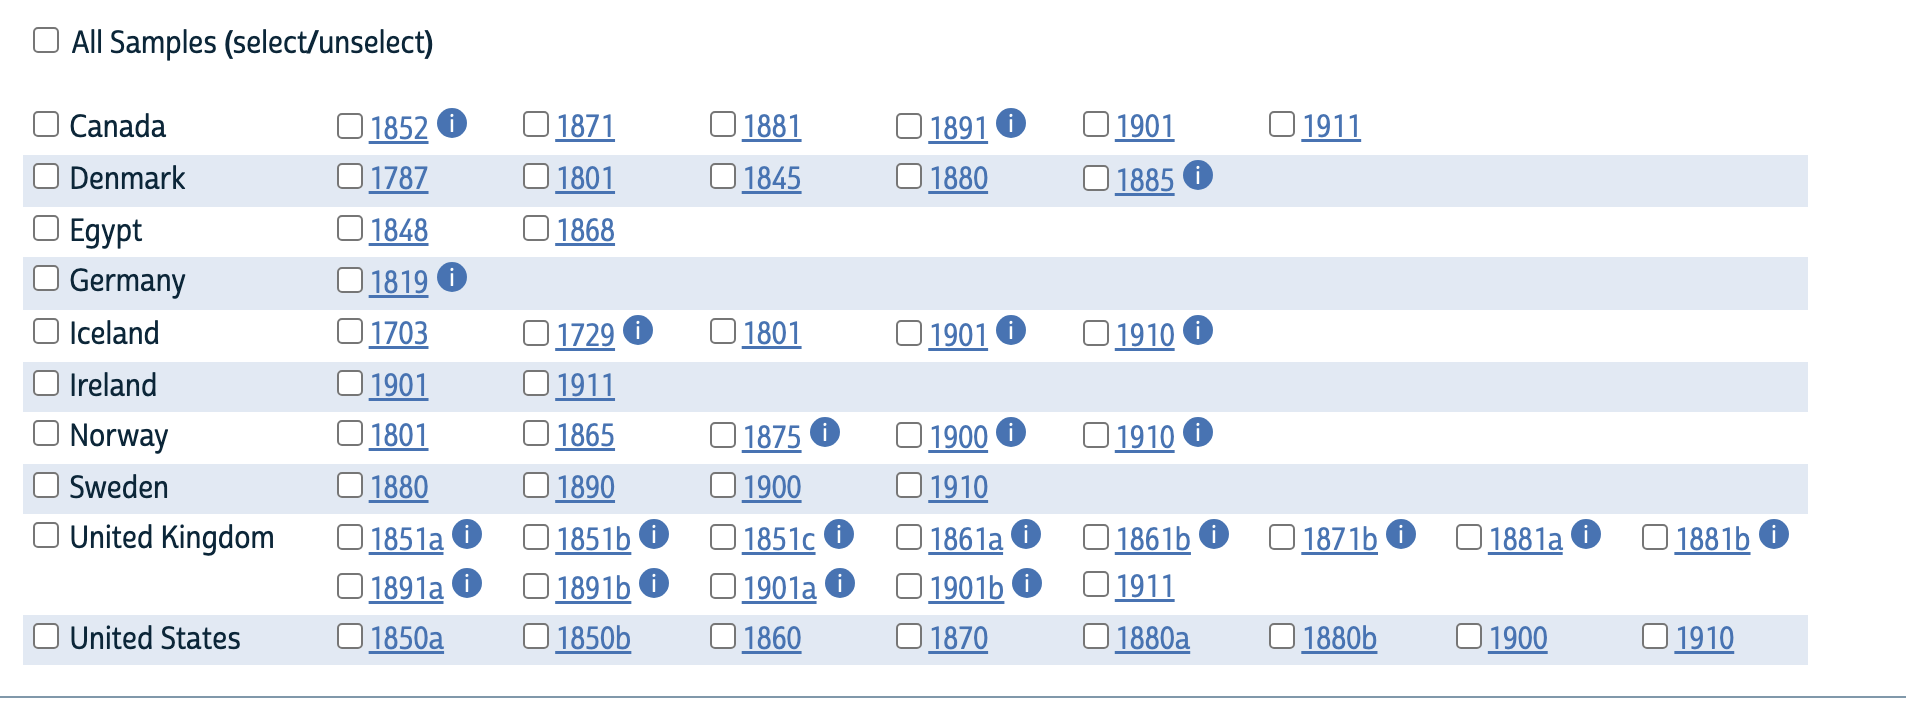 All Samples (select/unselect)
Canada 1852 i 1871 1881 1891 i 1901 1911
Denmark 1787 1801 1845 1880 1885 i
Egypt 1848 1868
Germany 1819 i
Iceland 1703 1729 i 1801 1901 i 1910 i
Ireland 1901 1911
Norway 1801 1865 1875 i 1900 i 1910 i
Sweden 1880 1890 1900 1910
United Kingdom 1851a i 1851b i 1851c i 1861a i 1861b i 1871b i 1881a i 1881b i
1891a i 1891b i 1901a i 1901b i 1911
United States 1850a 1850b 1860 1870 1880a 1880b 1900 1910